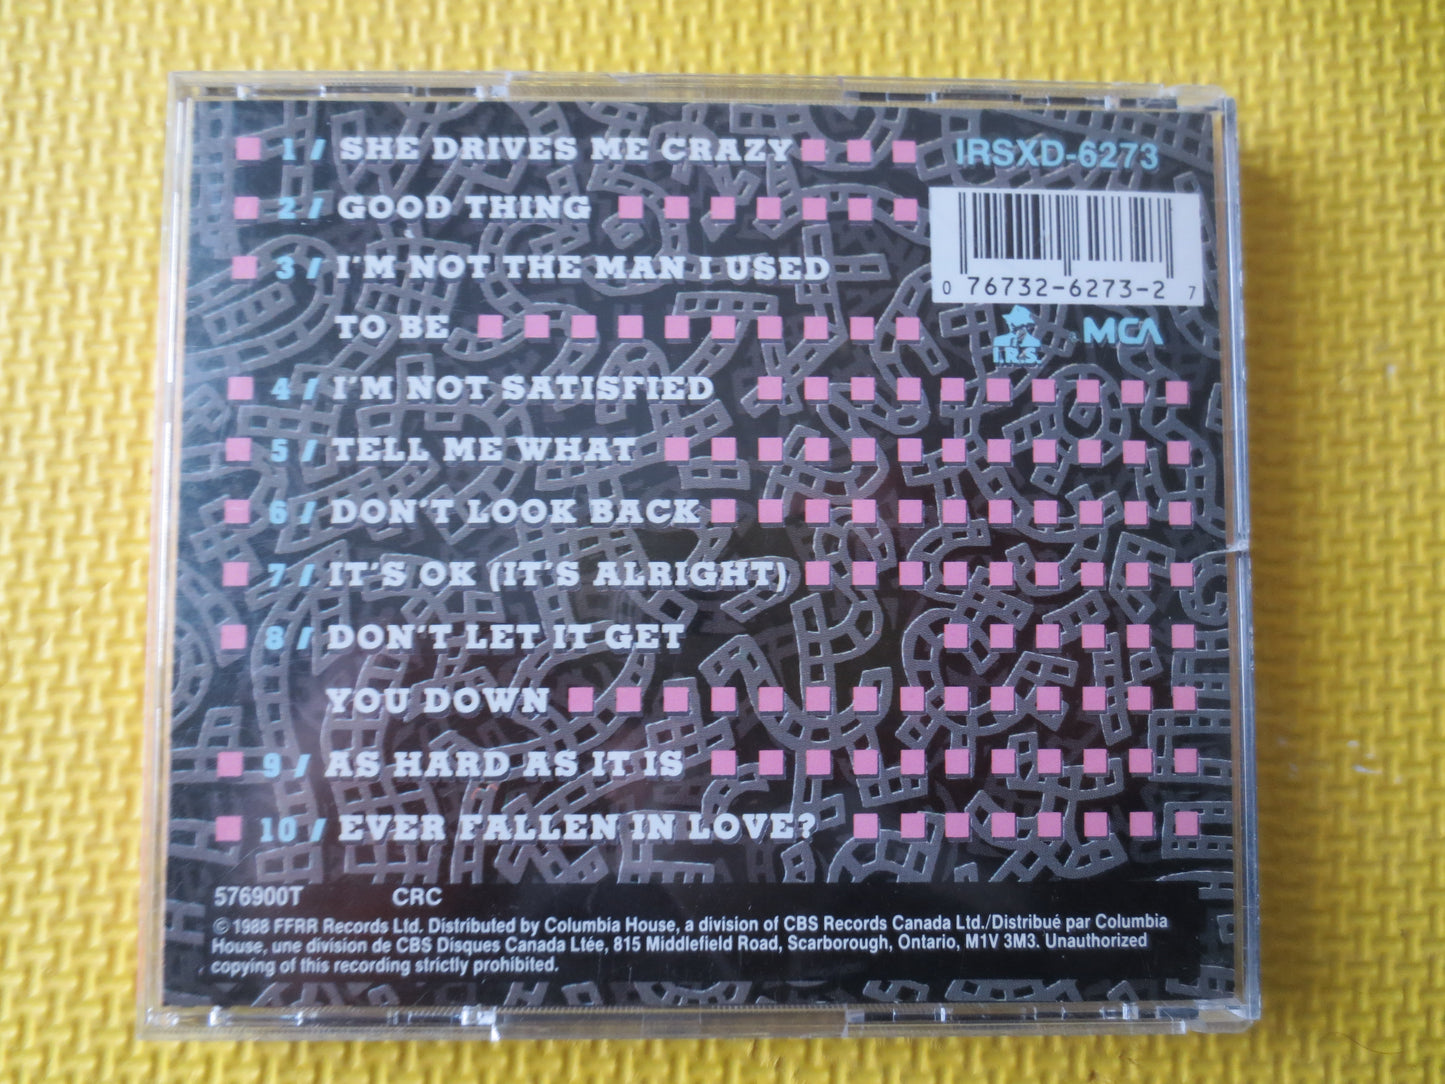 1 / SHE DRIVES ME CRAZY
IRSXD-6273
2 / GOOD THING
3 / I'M NOT THE MAN I USED
TO BE
0 76732-6273-2 7
I.R.S.
MCA
4 / I'M NOT SATISFIED
5 / TELL ME WHAT
6 / DON'T LOOK BACK
7 / IT'S OK (IT'S ALRIGHT)
8 / DON'T LET IT GET
YOU DOWN
9 / AS HARD AS IT IS
10 / EVER FALLEN IN LOVE?
576900T CRC
© 1988 FFRR Records Ltd. Distributed by Columbia House, a division of CBS Records Canada Ltd./Distribué par Columbia
House, une division de CBS Disques Canada Ltée, 815 Middlefield Road, Scarborough, Ontario, M1V 3M3. Unauthorized
copying of this recording strictly prohibited.